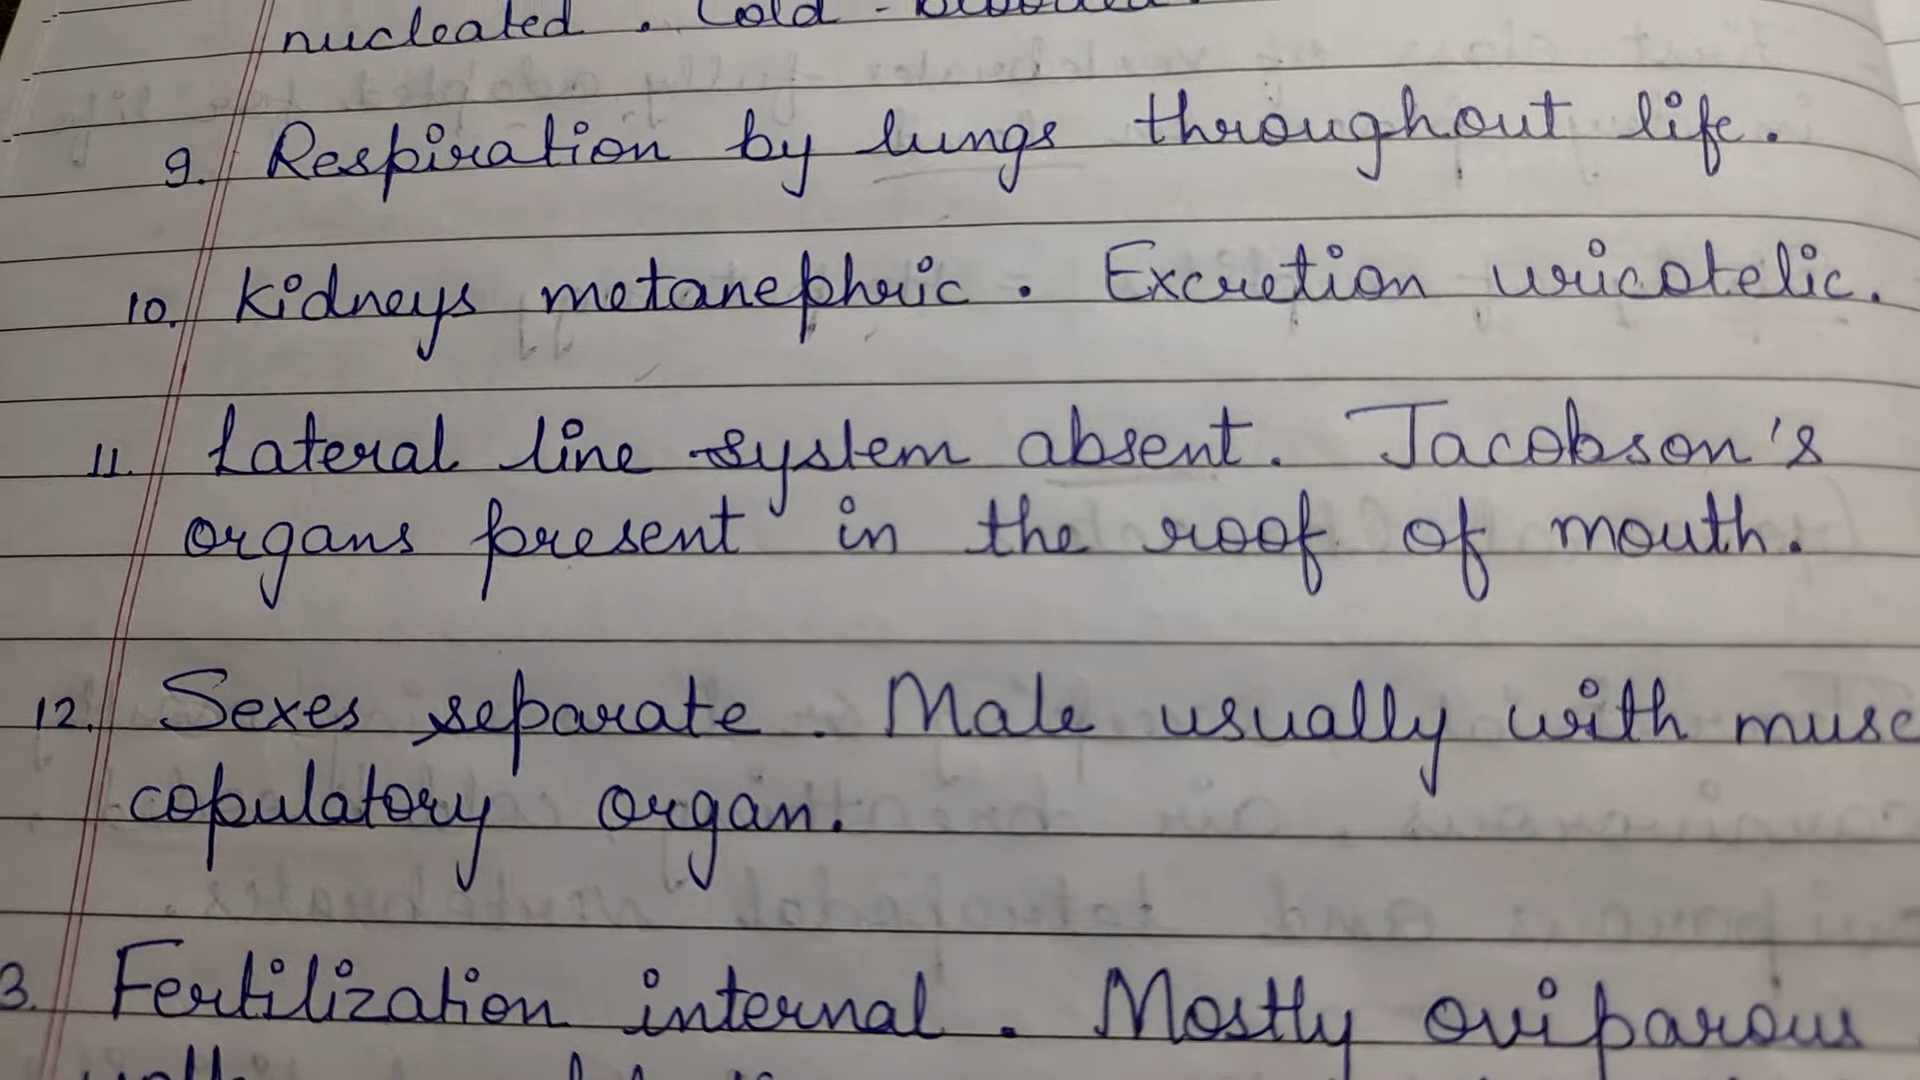 nucleated. Cold-
9. Respiration by lungs throughout life.
10. Kidneys metanephric. Excretion uricotelic.
11. Lateral line system absent. Jacobson's
organs present in the roof of mouth.
12. Sexes separate. Male usually with musc
copulatory organ.
3. Fertilization internal. Mostly oviparous